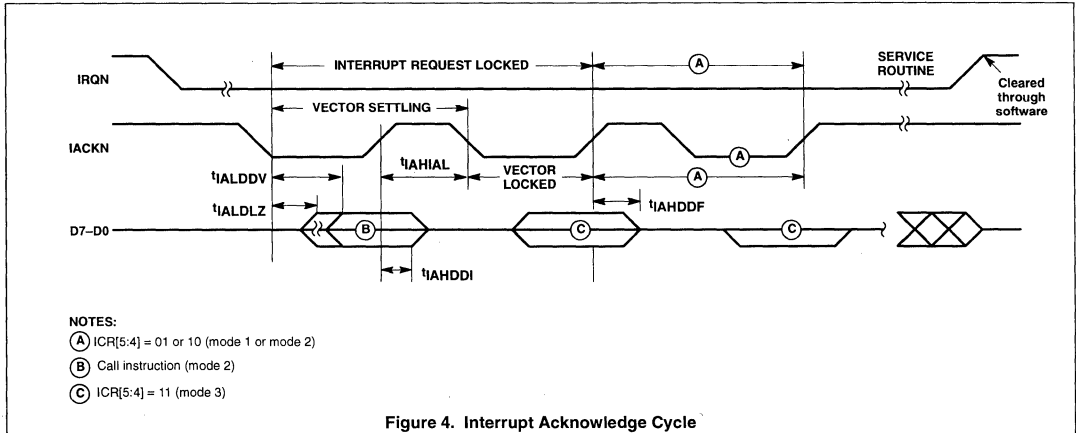 IRQN
INTERRUPT REQUEST LOCKED
A
SERVICE
ROUTINE
Cleared
through
software
VECTOR SETTLING
IACKN
tIAHIAL
VECTOR
LOCKED
A
A
tIALDDV
tIALDLZ
tIAHDDF
D7–D0
B
C
C
tIAHDDI
NOTES:
A ICR[5:4] = 01 or 10 (mode 1 or mode 2)
B Call instruction (mode 2)
C ICR[5:4] = 11 (mode 3)
Figure 4. Interrupt Acknowledge Cycle